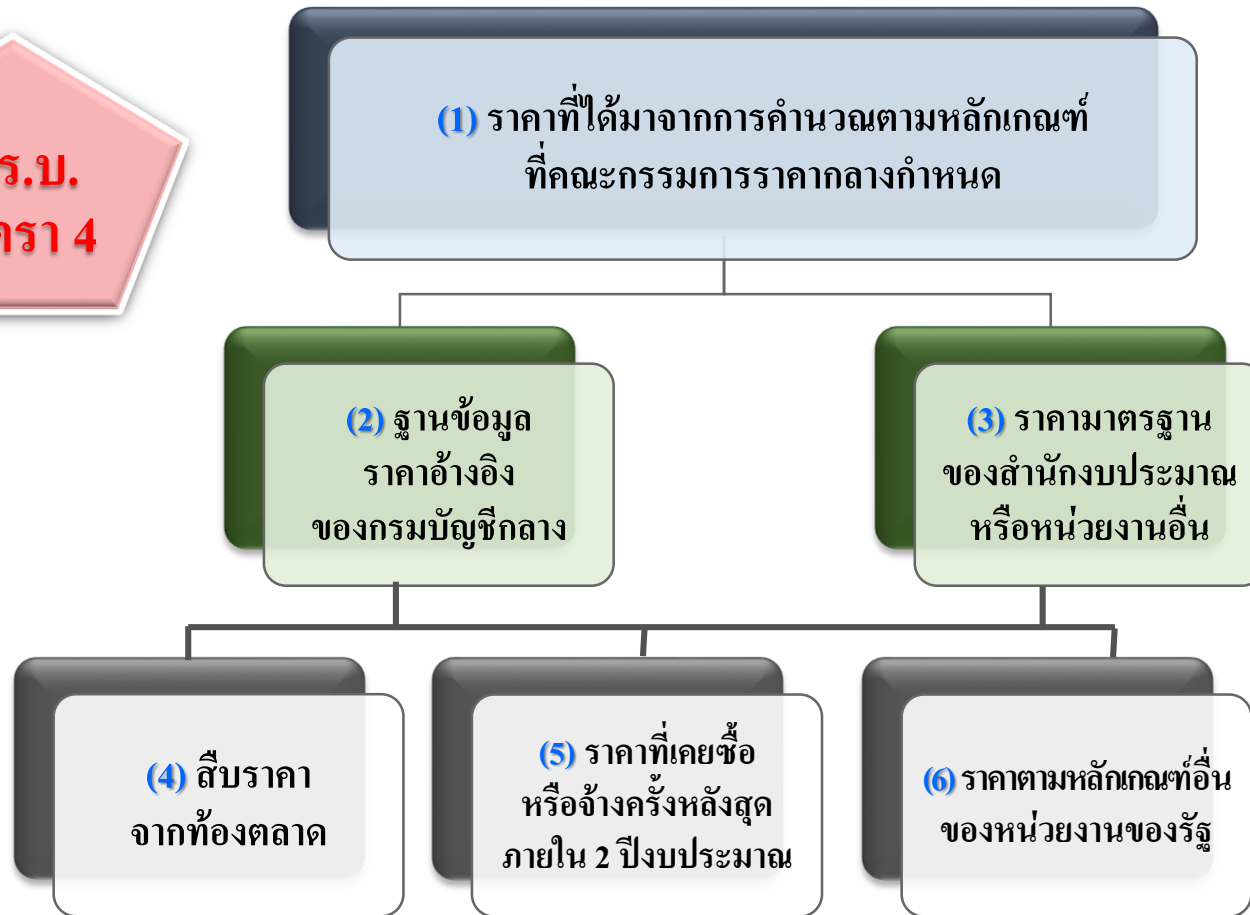 ร.บ.
ตรา 4
(1) ราคาที่ได้มาจากการคำนวณตามหลักเกณฑ์
ที่คณะกรรมการราคากลางกำหนด
(2) ฐานข้อมูล
ราคาอ้างอิง
ของกรมบัญชีกลาง
(3) ราคามาตรฐาน
ของสำนักงบประมาณ
หรือหน่วยงานอื่น
(4) สืบราคา
จากท้องตลาด
(5) ราคาที่เคยซื้อ
หรือจ้างครั้งหลังสุด
ภายใน 2 ปีงบประมาณ
(6) ราคาตามหลักเกณฑ์อื่น
ของหน่วยงานของรัฐ